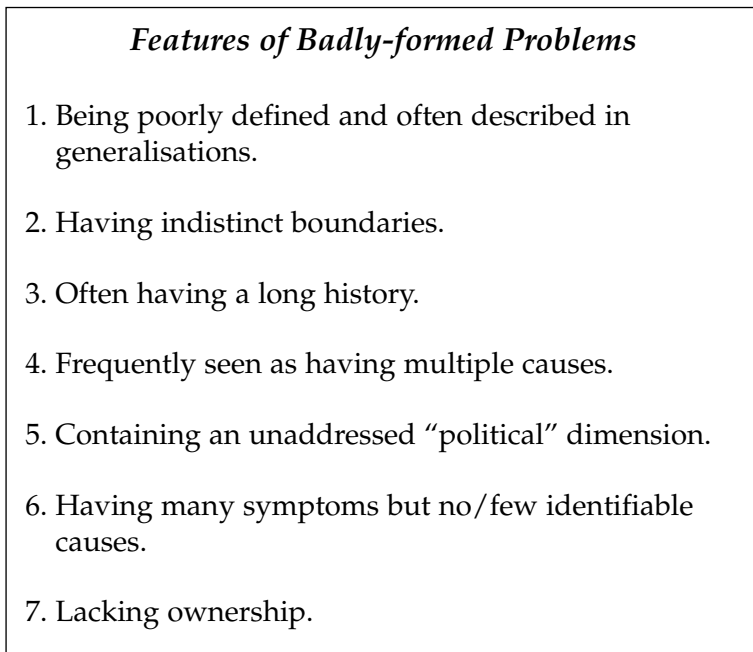 Features of Badly-formed Problems
1. Being poorly defined and often described in
generalisations.
2. Having indistinct boundaries.
3. Often having a long history.
4. Frequently seen as having multiple causes.
5. Containing an unaddressed “political” dimension.
6. Having many symptoms but no/few identifiable
causes.
7. Lacking ownership.